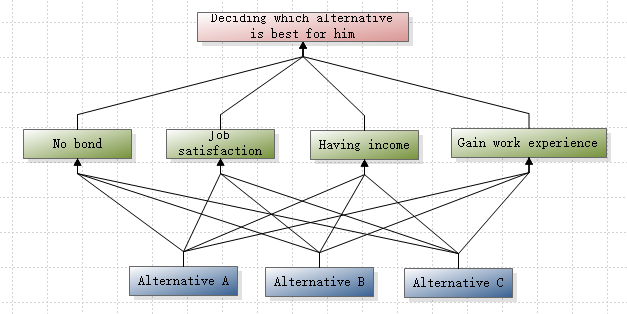 Deciding which alternative
is best for him
No bond
Job
satisfaction
Having income
Gain work experience
Alternative A
Alternative B
Alternative C